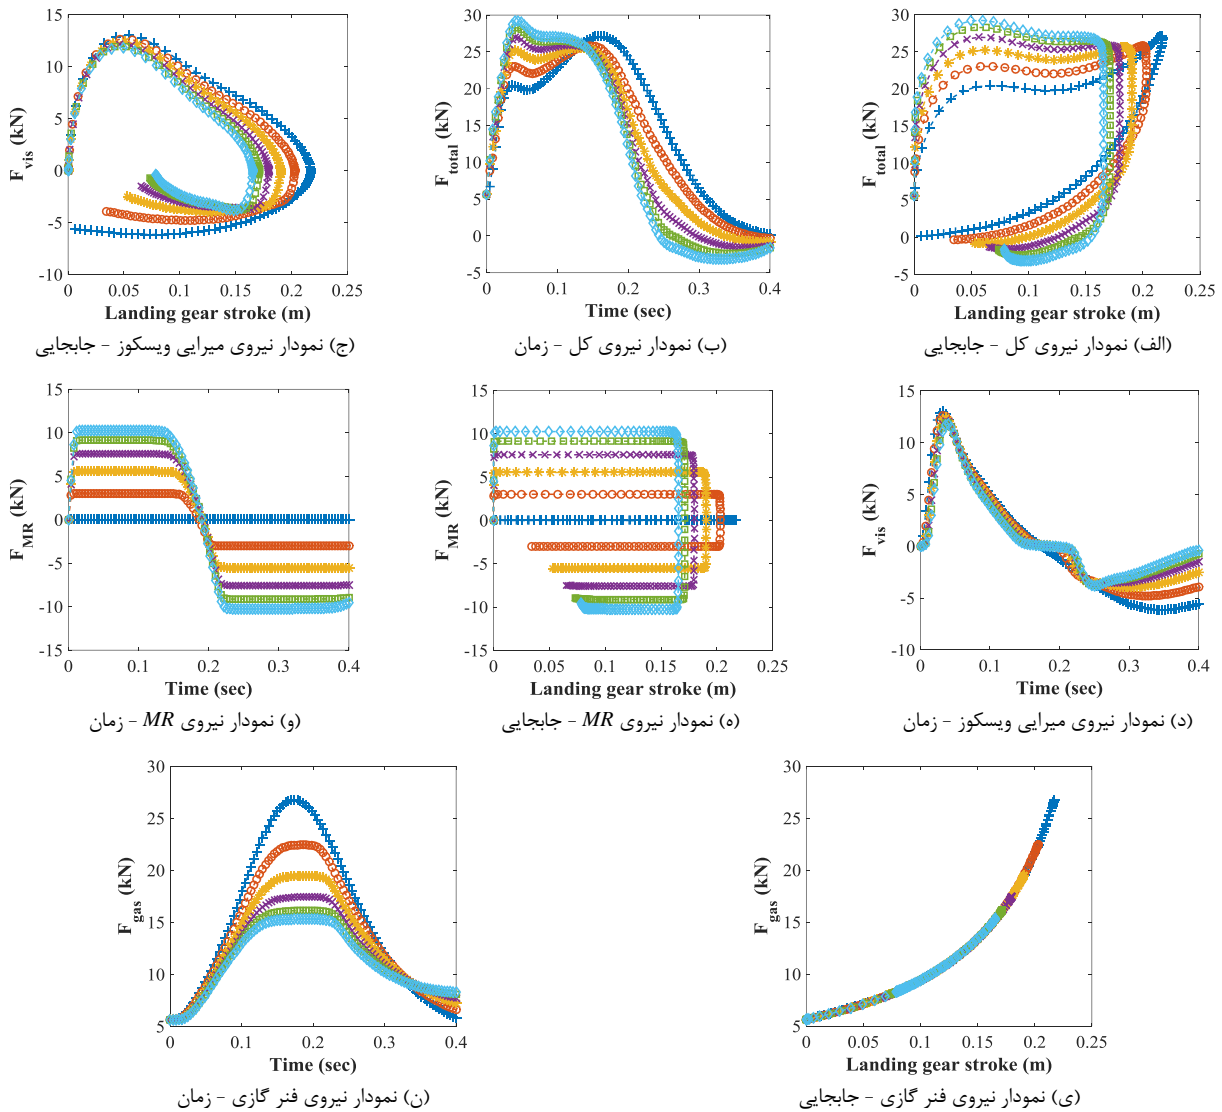 30
25
20
15
10
5
0
-5
F_total (kN)
0 0.05 0.1 0.15 0.2 0.25
Landing gear stroke (m)
(الف) نمودار نیروی کل - جابجایی
30
25
20
15
10
5
0
-5
F_total (kN)
0 0.1 0.2 0.3 0.4
Time (sec)
(ب) نمودار نیروی کل - زمان
15
10
5
0
-5
-10
F_vis (kN)
0 0.05 0.1 0.15 0.2 0.25
Landing gear stroke (m)
(ج) نمودار نیروی میرایی ویسکوز - جابجایی
15
10
5
0
-5
-10
F_vis (kN)
0 0.1 0.2 0.3 0.4
Time (sec)
(د) نمودار نیروی میرایی ویسکوز - زمان
15
10
5
0
-5
-10
-15
F_MR (kN)
0 0.05 0.1 0.15 0.2 0.25
Landing gear stroke (m)
(ه) نمودار نیروی MR - جابجایی
15
10
5
0
-5
-10
-15
F_MR (kN)
0 0.1 0.2 0.3 0.4
Time (sec)
(و) نمودار نیروی MR - زمان
30
25
20
15
10
5
F_gas (kN)
0 0.05 0.1 0.15 0.2 0.25
Landing gear stroke (m)
(ی) نمودار نیروی فنر گازی - جابجایی
30
25
20
15
10
5
F_gas (kN)
0 0.1 0.2 0.3 0.4
Time (sec)
(ن) نمودار نیروی فنر گازی - زمان